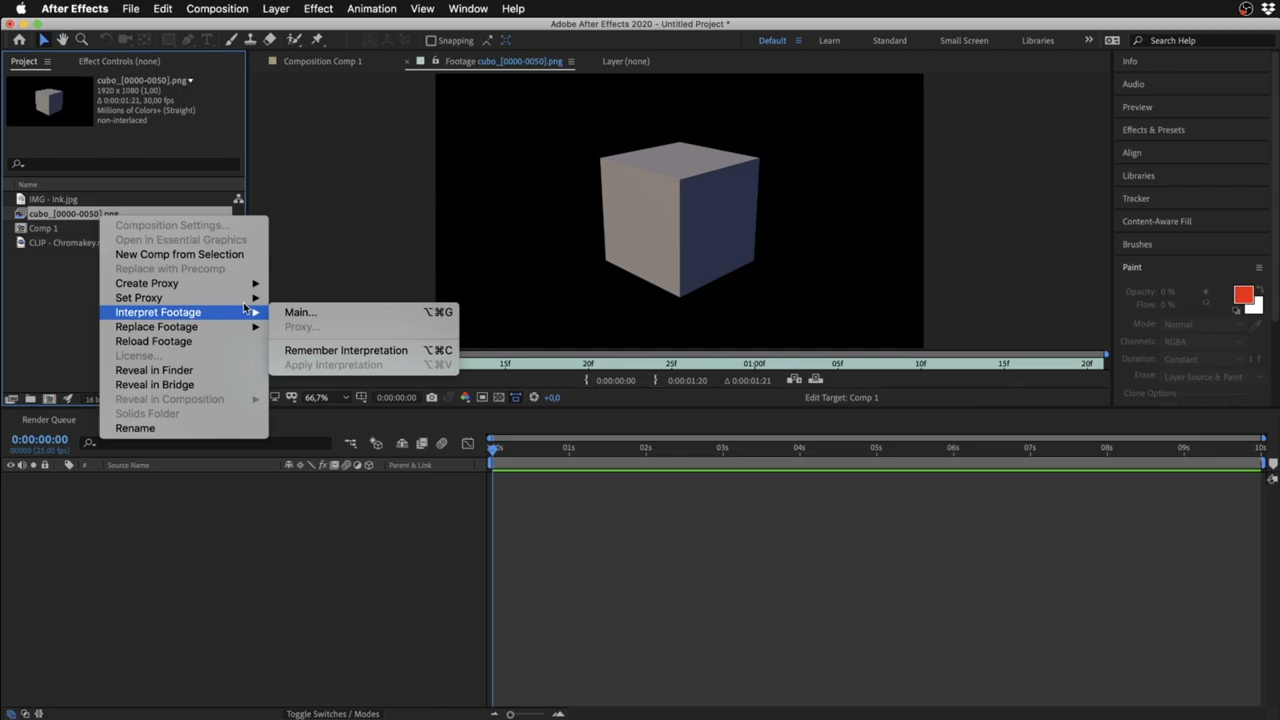 After Effects File Edit Composition Layer Effect Animation View Window Help
Adobe After Effects 2020 - Untitled Project *
Snapping Default Learn Standard Small Screen Libraries Search Help
Project Effect Controls (none) Composition Comp 1 Footage cubo_[0000-0050].png Layer (none)
cubo_[0000-0050].png
1920 x 1080 (1,00)
Δ 0:00:01:21, 30,00 fps
Millions of Colors+ (Straight)
non-interlaced
Name
IMG - Ink.jpg
cubo_[0000-0050].png
Comp 1
CLIP - Chromakey.
Composition Settings...
Open in Essential Graphics
New Comp from Selection
Replace with Precomp
Create Proxy
Set Proxy
Interpret Footage
Replace Footage
Reload Footage
License...
Reveal in Finder
Reveal in Bridge
Reveal in Composition
Solids Folder
Rename
Main... ⌥⌘G
Proxy...
Remember Interpretation ⌥⌘C
Apply Interpretation ⌥⌘V
15f 20f 01:00f 05f 10f 15f 20f
0:00:00:00 0:00:01:20 Δ 0:00:01:21 Edit Target: Comp 1
66,7% 0:00:00:00 +0,0
Info
Audio
Preview
Effects & Presets
Align
Libraries
Tracker
Content-Aware Fill
Brushes
Paint
Opacity: 0 %
Flow: 0 % 12
Mode: Normal
Channels: RGBA
Duration: Constant 1 f
Erase: Layer Source & Paint
Clone Options
Render Queue
0:00:00:00
00000 (25.00 fps)
# Source Name Parent & Link
01s 02s 03s 04s 05s 06s 07s 08s 09s 10s
Toggle Switches / Modes